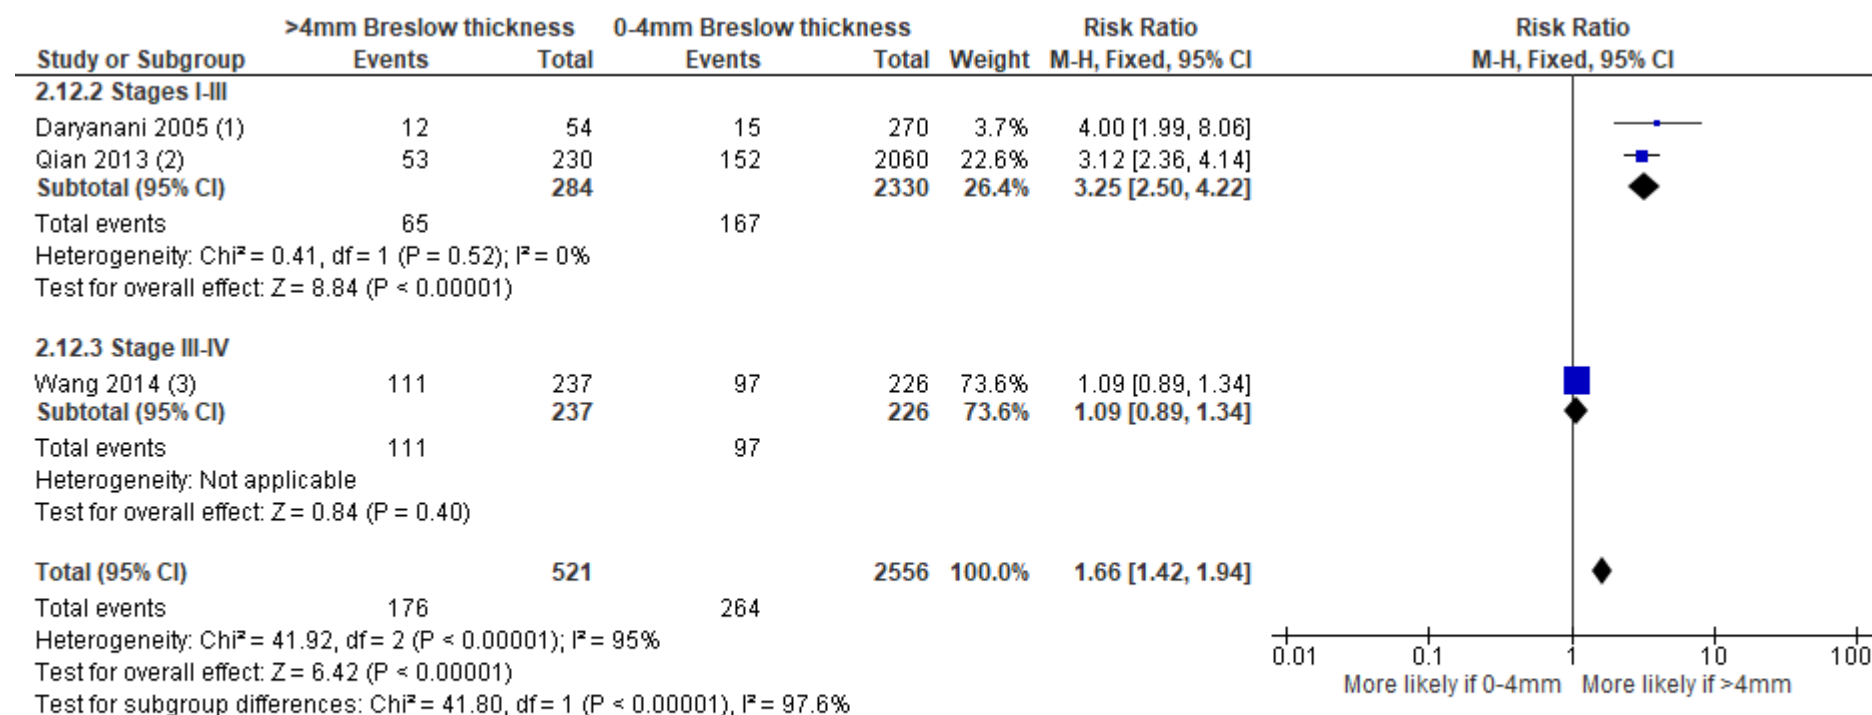 >4mm Breslow thickness 0-4mm Breslow thickness Risk Ratio Risk Ratio
Study or Subgroup Events Total Events Total Weight M-H, Fixed, 95% CI M-H, Fixed, 95% CI
2.12.2 Stages I-III
Daryanani 2005 (1) 12 54 15 270 3.7% 4.00 [1.99, 8.06]
Qian 2013 (2) 53 230 152 2060 22.6% 3.12 [2.36, 4.14]
Subtotal (95% CI) 284 2330 26.4% 3.25 [2.50, 4.22]
Total events 65 167
Heterogeneity: Chi² = 0.41, df = 1 (P = 0.52); I² = 0%
Test for overall effect: Z = 8.84 (P < 0.00001)
2.12.3 Stage III-IV
Wang 2014 (3) 111 237 97 226 73.6% 1.09 [0.89, 1.34]
Subtotal (95% CI) 237 226 73.6% 1.09 [0.89, 1.34]
Total events 111 97
Heterogeneity: Not applicable
Test for overall effect: Z = 0.84 (P = 0.40)
Total (95% CI) 521 2556 100.0% 1.66 [1.42, 1.94]
Total events 176 264
Heterogeneity: Chi² = 41.92, df = 2 (P < 0.00001); I² = 95%
Test for overall effect: Z = 6.42 (P < 0.00001)
Test for subgroup differences: Chi² = 41.80, df = 1 (P < 0.00001), I² = 97.6%
0.01 0.1 1 10 100
More likely if 0-4mm More likely if >4mm